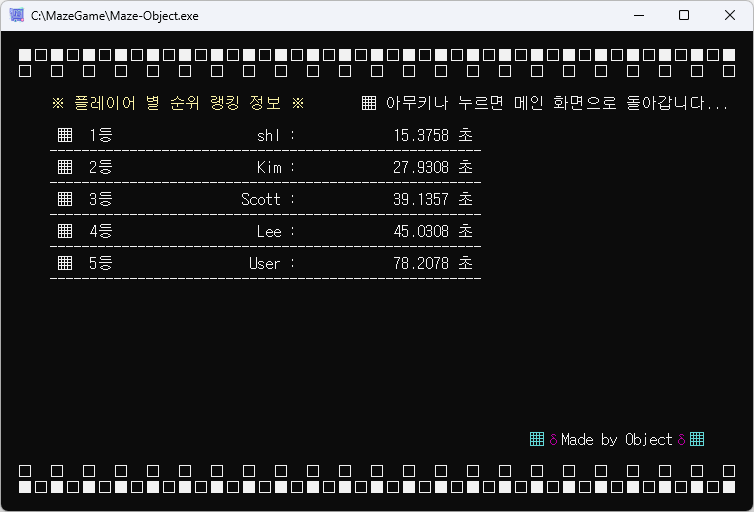 C:\MazeGame\Maze-Object.exe
※ 플레이어 별 순위 랭킹 정보 ※ ▦ 아무키나 누르면 메인 화면으로 돌아갑니다...
▦ 1등 shl : 15.3758 초
▦ 2등 Kim : 27.9308 초
▦ 3등 Scott : 39.1357 초
▦ 4등 Lee : 45.0308 초
▦ 5등 User : 78.2078 초
▦δMade by Objectδ▦